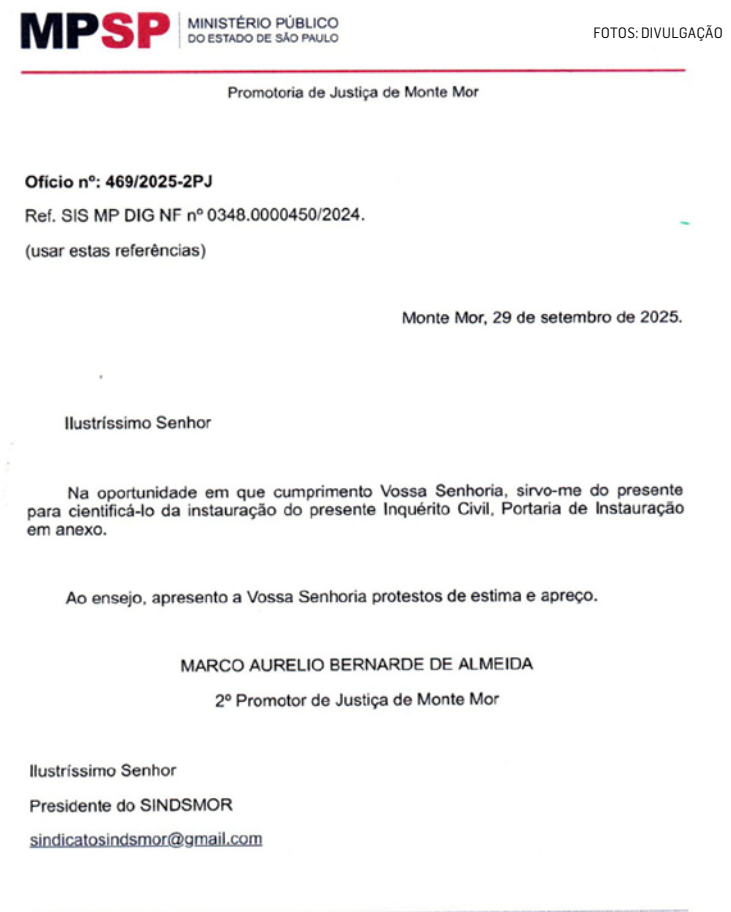 MPSP MINISTÉRIO PÚBLICO
DO ESTADO DE SÃO PAULO
FOTOS: DIVULGAÇÃO
Promotoria de Justiça de Monte Mor
Ofício nº: 469/2025-2PJ
Ref. SIS MP DIG NF nº 0348.0000450/2024.
(usar estas referências)
Monte Mor, 29 de setembro de 2025.
Ilustríssimo Senhor
Na oportunidade em que cumprimento Vossa Senhoria, sirvo-me do presente
para cientificá-lo da instauração do presente Inquérito Civil, Portaria de Instauração
em anexo.
Ao ensejo, apresento a Vossa Senhoria protestos de estima e apreço.
MARCO AURELIO BERNARDE DE ALMEIDA
2º Promotor de Justiça de Monte Mor
Ilustríssimo Senhor
Presidente do SINDSMOR
sindicatosindsmor@gmail.com